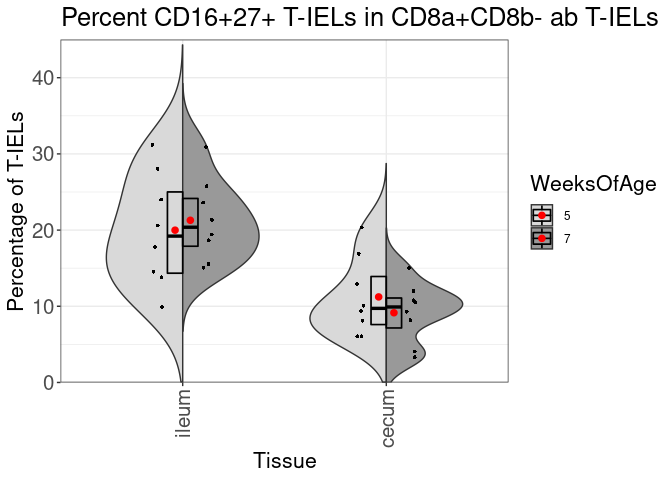 Percent CD16+27+ T-IELs in CD8a+CD8b- ab T-IELs
Percentage of T-IELs
40
30
20
10
0
ileum
cecum
Tissue
WeeksOfAge
5
7